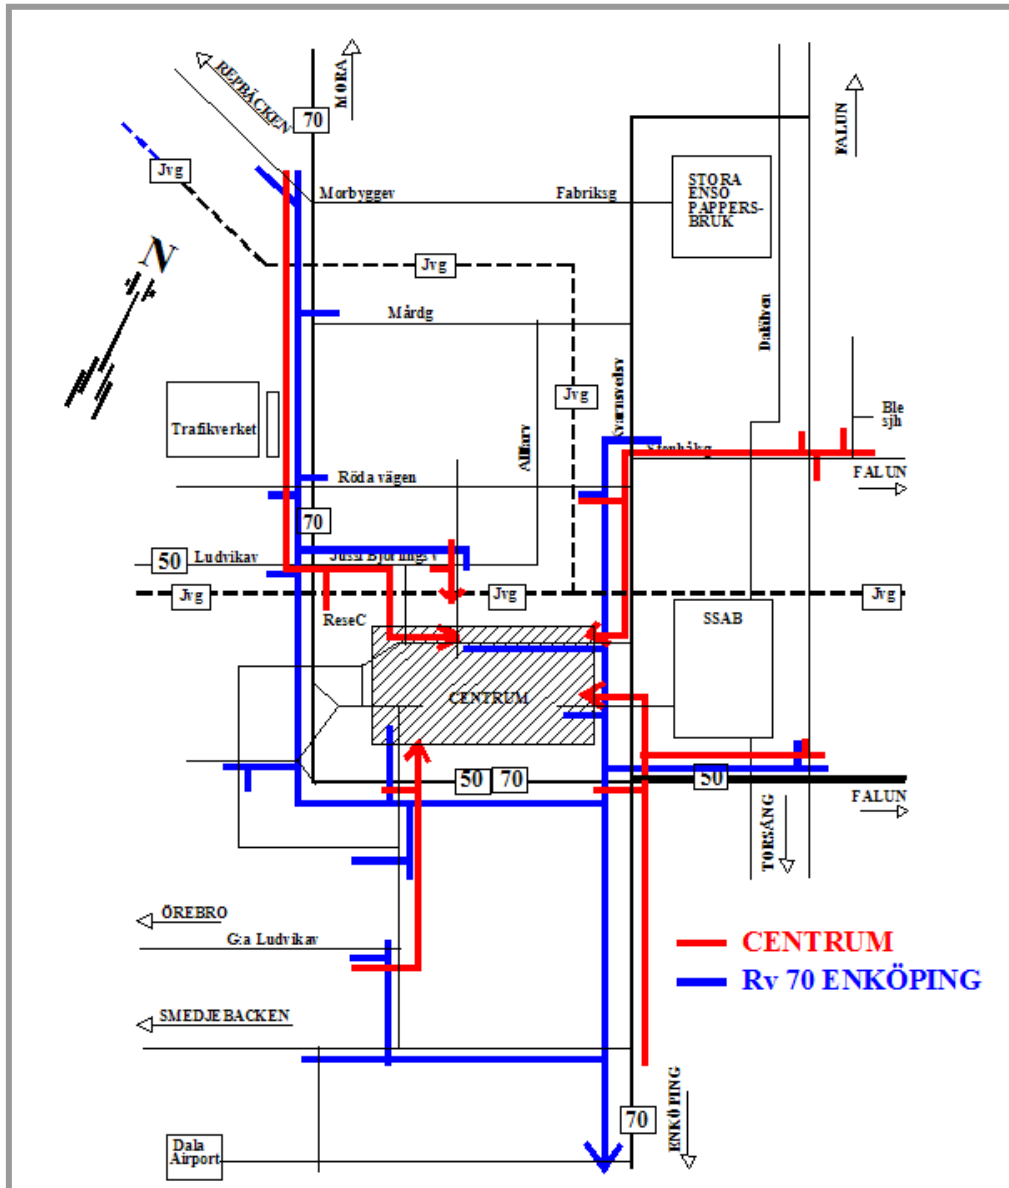 REPBÄCKEN
MORA
FALUN
70
Jvg
STORA
ENSO
PAPPERS-
BRUK
Morbyggev
Fabriksg
N
Jvg
Mårdg
Dalälven
Jvg
Trafikverket
Ble
sjh
Röda vägen
FALUN
70
50
Ludvikav
Jvg
Jvg
Jvg
ReseC
SSAB
CENTRUM
50
70
50
FALUN
TORSÅNG
ÖREBRO
G:a Ludvikav
CENTRUM
Rv 70 ENKÖPING
SMEDJEBACKEN
ENKÖPING
70
Dala
Airport